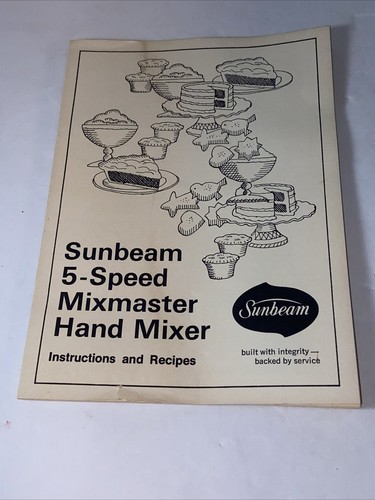 Sunbeam
5-Speed
Mixmaster
Hand Mixer
Instructions and Recipes
Sunbeam
built with integrity—
backed by service